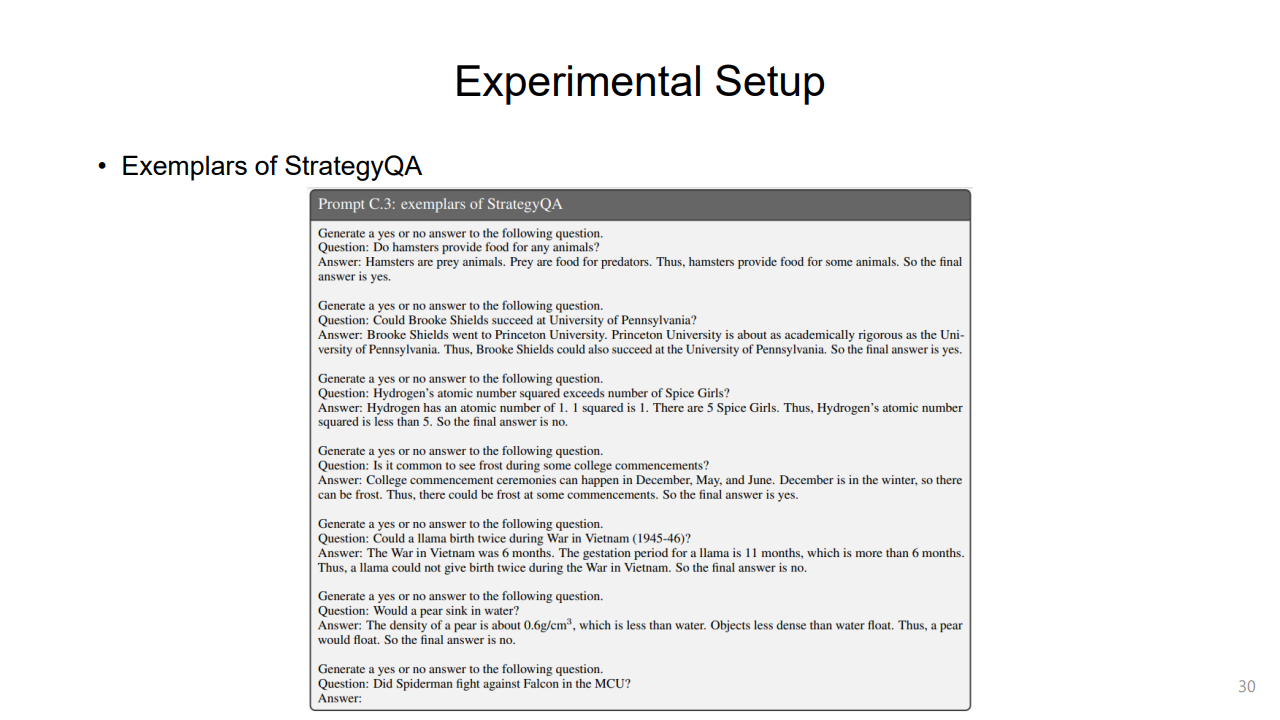 Experimental Setup
• Exemplars of StrategyQA
Prompt C.3: exemplars of StrategyQA
Generate a yes or no answer to the following question.
Question: Do hamsters provide food for any animals?
Answer: Hamsters are prey animals. Prey are food for predators. Thus, hamsters provide food for some animals. So the final
answer is yes.
Generate a yes or no answer to the following question.
Question: Could Brooke Shields succeed at University of Pennsylvania?
Answer: Brooke Shields went to Princeton University. Princeton University is about as academically rigorous as the Uni-
versity of Pennsylvania. Thus, Brooke Shields could also succeed at the University of Pennsylvania. So the final answer is yes.
Generate a yes or no answer to the following question.
Question: Hydrogen's atomic number squared exceeds number of Spice Girls?
Answer: Hydrogen has an atomic number of 1. 1 squared is 1. There are 5 Spice Girls. Thus, Hydrogen's atomic number
squared is less than 5. So the final answer is no.
Generate a yes or no answer to the following question.
Question: Is it common to see frost during some college commencements?
Answer: College commencement ceremonies can happen in December, May, and June. December is in the winter, so there
can be frost. Thus, there could be frost at some commencements. So the final answer is yes.
Generate a yes or no answer to the following question.
Question: Could a llama birth twice during War in Vietnam (1945-46)?
Answer: The War in Vietnam was 6 months. The gestation period for a llama is 11 months, which is more than 6 months.
Thus, a llama could not give birth twice during the War in Vietnam. So the final answer is no.
Generate a yes or no answer to the following question.
Question: Would a pear sink in water?
Answer: The density of a pear is about 0.6g/cm³, which is less than water. Objects less dense than water float. Thus, a pear
would float. So the final answer is no.
Generate a yes or no answer to the following question.
Question: Did Spiderman fight against Falcon in the MCU?
Answer:
30